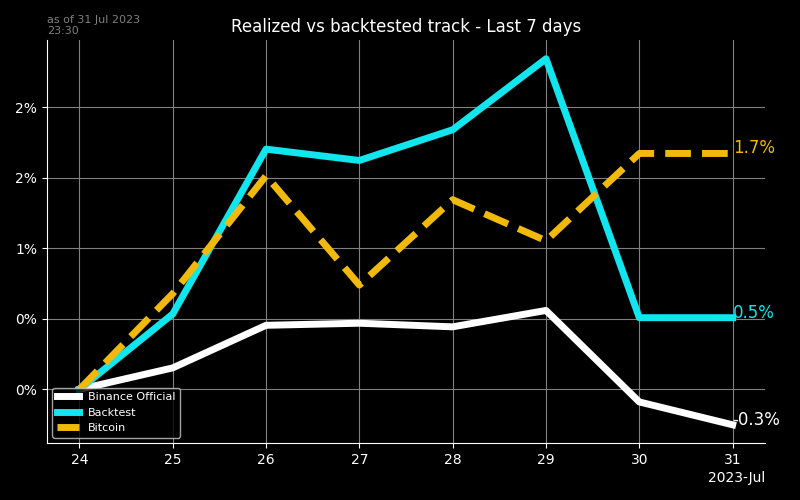 as of 31 Jul 2023
23:30
Realized vs backtested track - Last 7 days
2%
2%
1%
0%
0%
1.7%
0.5%
-0.3%
Binance Official
Backtest
Bitcoin
24 25 26 27 28 29 30 31
2023-Jul